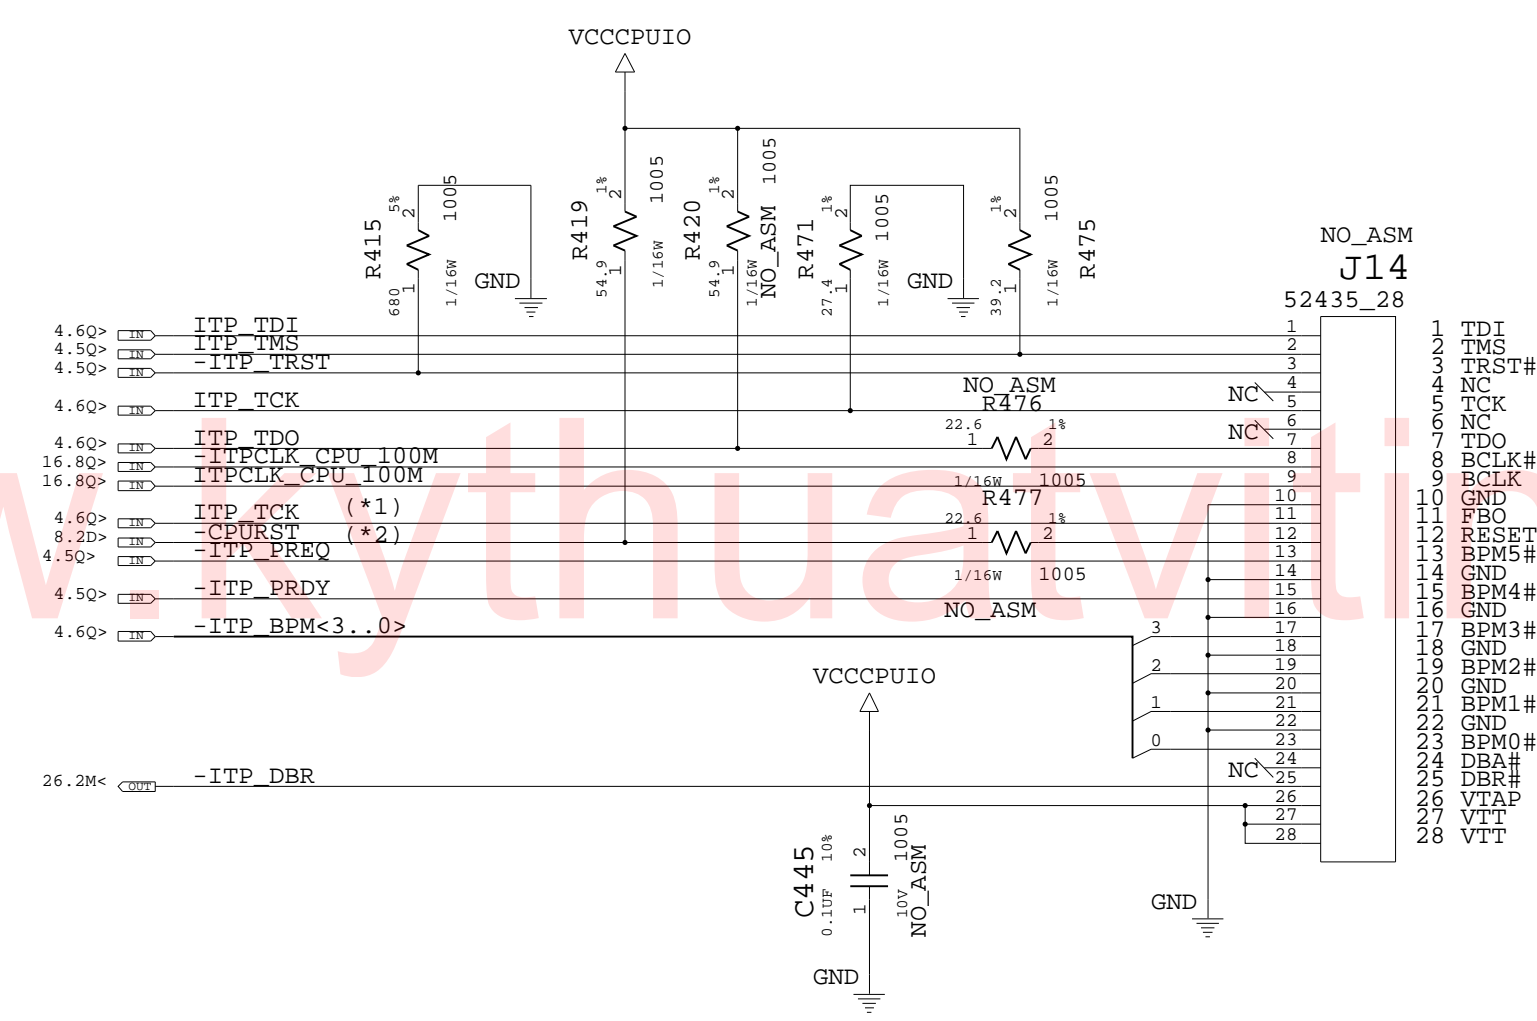 VCCCPUIO
R415
680
5%
2
1
1005
1/16W
GND
R419
54.9
1%
2
1
1005
1/16W
R420
54.9
1%
2
1
1005
1/16W
NO_ASM
R471
27.4
1%
2
1
1005
1/16W
GND
39.2
1%
2
1
1005
1/16W
R475
NO_ASM
J14
52435_28
4.6Q> IN ITP_TDI 1 1 TDI
4.5Q> IN ITP_TMS 2 2 TMS
4.5Q> IN -ITP_TRST 3 3 TRST#
NC 4 4 NC
4.6Q> IN ITP_TCK 5 5 TCK
NC 6 6 NC
NO_ASM
R476
22.6 1%
1 2
1/16W 1005
4.6Q> IN ITP_TDO 7 7 TDO
16.8Q> IN -ITPCLK_CPU_100M 8 8 BCLK#
16.8Q> IN ITPCLK_CPU_100M 9 9 BCLK
10 10 GND
4.6Q> IN ITP_TCK (*1) 11 11 FBO
R477
22.6 1%
1 2
1/16W 1005
NO_ASM
8.2D> IN -CPURST (*2) 12 12 RESET
4.5Q> IN -ITP_PREQ 13 13 BPM5#
14 14 GND
4.5Q> IN -ITP_PRDY 15 15 BPM4#
16 16 GND
4.6Q> IN -ITP_BPM<3..0> 3 17 17 BPM3#
18 18 GND
2 19 19 BPM2#
20 20 GND
1 21 21 BPM1#
22 22 GND
0 23 23 BPM0#
NC 24 24 DBA#
26.2M< OUT -ITP_DBR 25 25 DBR#
26 26 VTAP
27 27 VTT
28 28 VTT
VCCCPUIO
C445
0.1UF
10%
2
1
1005
10V
NO_ASM
GND
GND
w.kythuatvitin